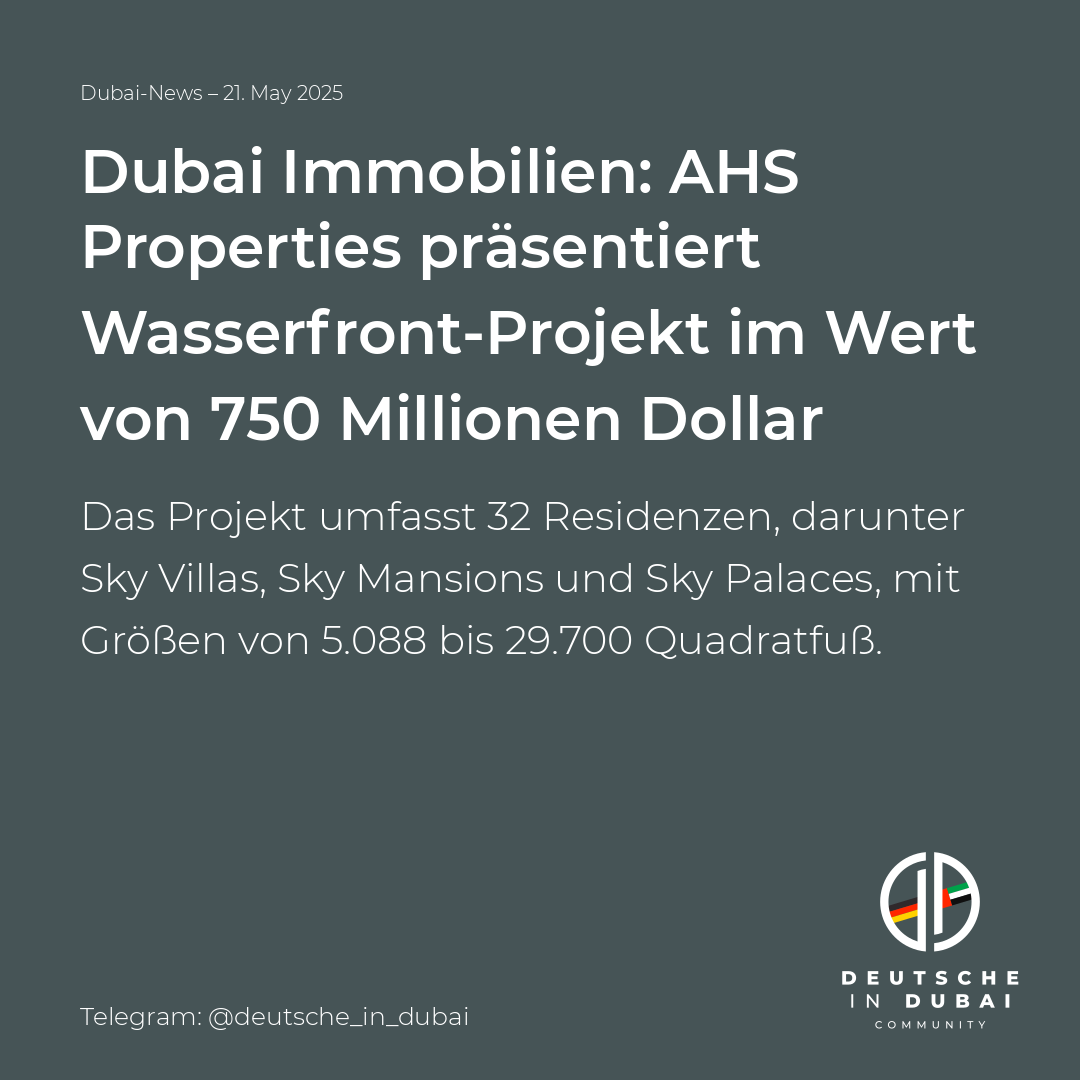 Dubai-News – 21. May 2025
Dubai Immobilien: AHS
Properties präsentiert
Wasserfront-Projekt im Wert
von 750 Millionen Dollar
Das Projekt umfasst 32 Residenzen, darunter
Sky Villas, Sky Mansions und Sky Palaces, mit
Größen von 5.088 bis 29.700 Quadratfuß.
DEUTSCHE
IN DUBAI
COMMUNITY
Telegram: @deutsche_in_dubai